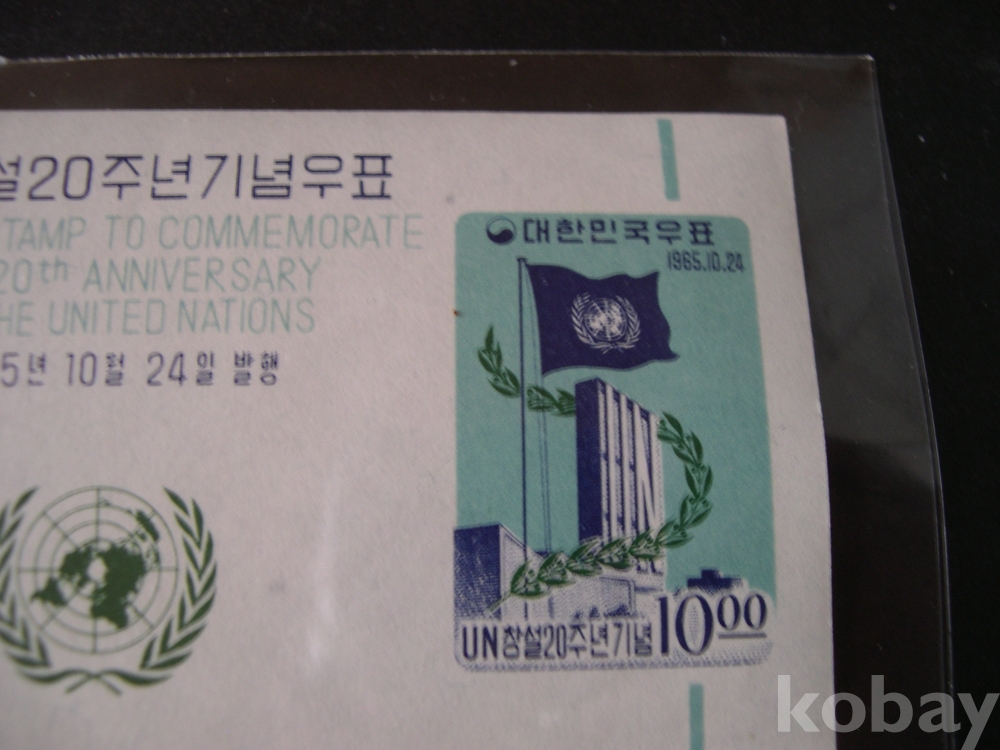 설20주년기념우표
TAMP TO COMMEMORATE
20th ANNIVERSARY
HE UNITED NATIONS
5년 10월 24일 발행
대한민국우표
1965.10.24
UN창설20주년기념 1000
kobay